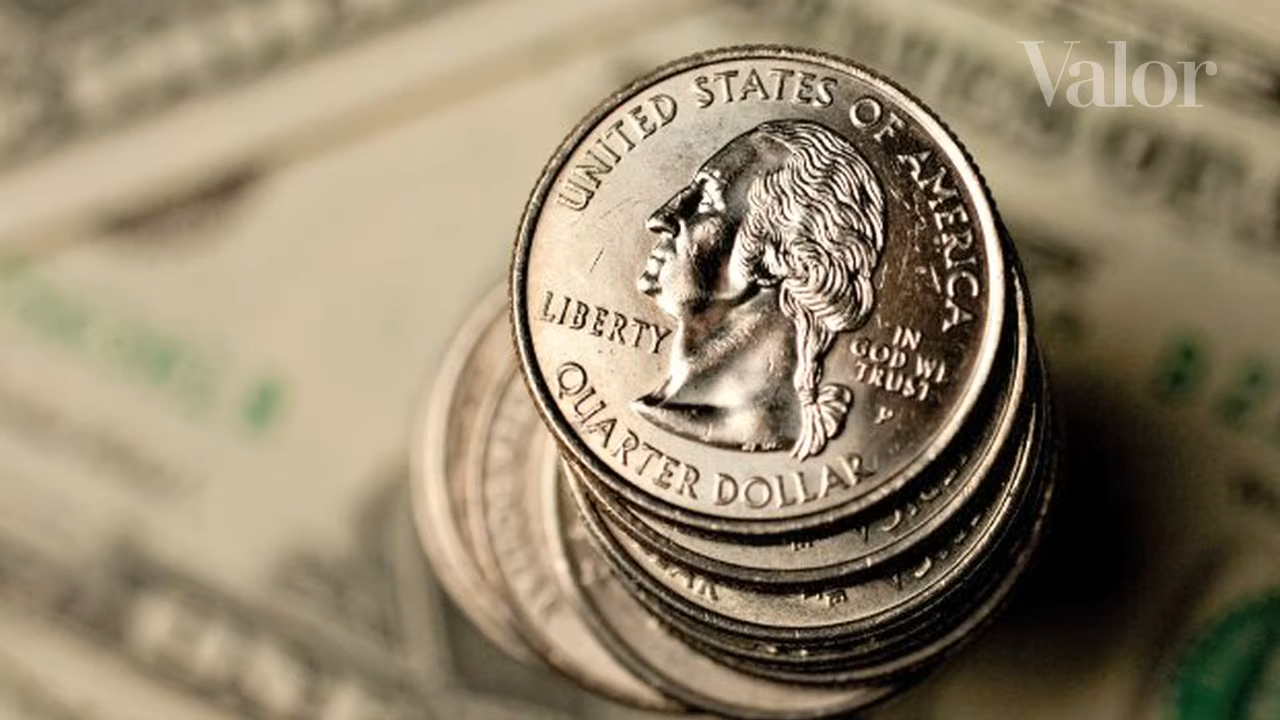 Valor
UNITED STATES OF AMERICA
LIBERTY
IN
GOD WE
TRUST
P
QUARTER DOLLAR